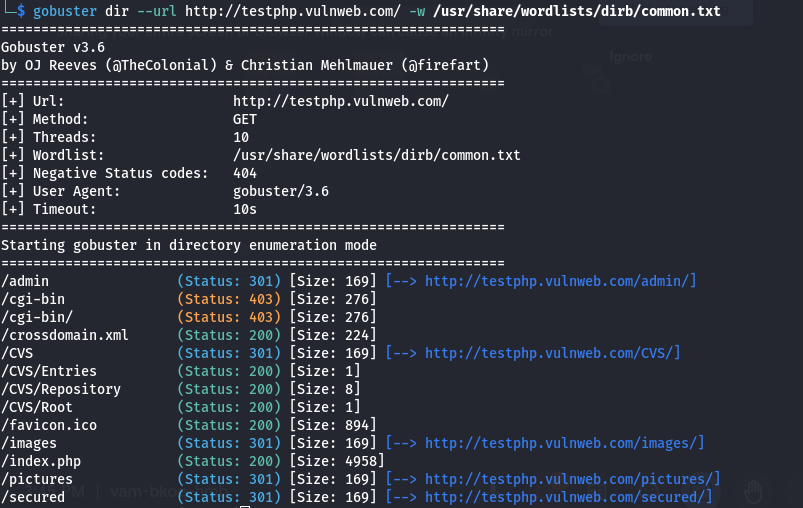 $ gobuster dir --url http://testphp.vulnweb.com/ -w /usr/share/wordlists/dirb/common.txt
mirror
===============================================================
Gobuster v3.6
by OJ Reeves (@TheColonial) & Christian Mehlmauer (@firefart)
Ignore
===============================================================
[+] Url:                     http://testphp.vulnweb.com/
[+] Method:                  GET
[+] Threads:                 10
[+] Wordlist:                /usr/share/wordlists/dirb/common.txt
[+] Negative Status codes:   404
[+] User Agent:              gobuster/3.6
[+] Timeout:                 10s
===============================================================
Starting gobuster in directory enumeration mode
===============================================================
/admin                (Status: 301) [Size: 169] [--> http://testphp.vulnweb.com/admin/]
/cgi-bin              (Status: 403) [Size: 276]
/cgi-bin/             (Status: 403) [Size: 276]
/crossdomain.xml      (Status: 200) [Size: 224]
/CVS                  (Status: 301) [Size: 169] [--> http://testphp.vulnweb.com/CVS/]
/CVS/Entries          (Status: 200) [Size: 1]
/CVS/Repository       (Status: 200) [Size: 8]
/CVS/Root             (Status: 200) [Size: 1]
/favicon.ico          (Status: 200) [Size: 894]
/images               (Status: 301) [Size: 169] [--> http://testphp.vulnweb.com/images/]
/index.php            (Status: 200) [Size: 4958]
/pictures             (Status: 301) [Size: 169] [--> http://testphp.vulnweb.com/pictures/]
/secured              (Status: 301) [Size: 169] [--> http://testphp.vulnweb.com/secured/]